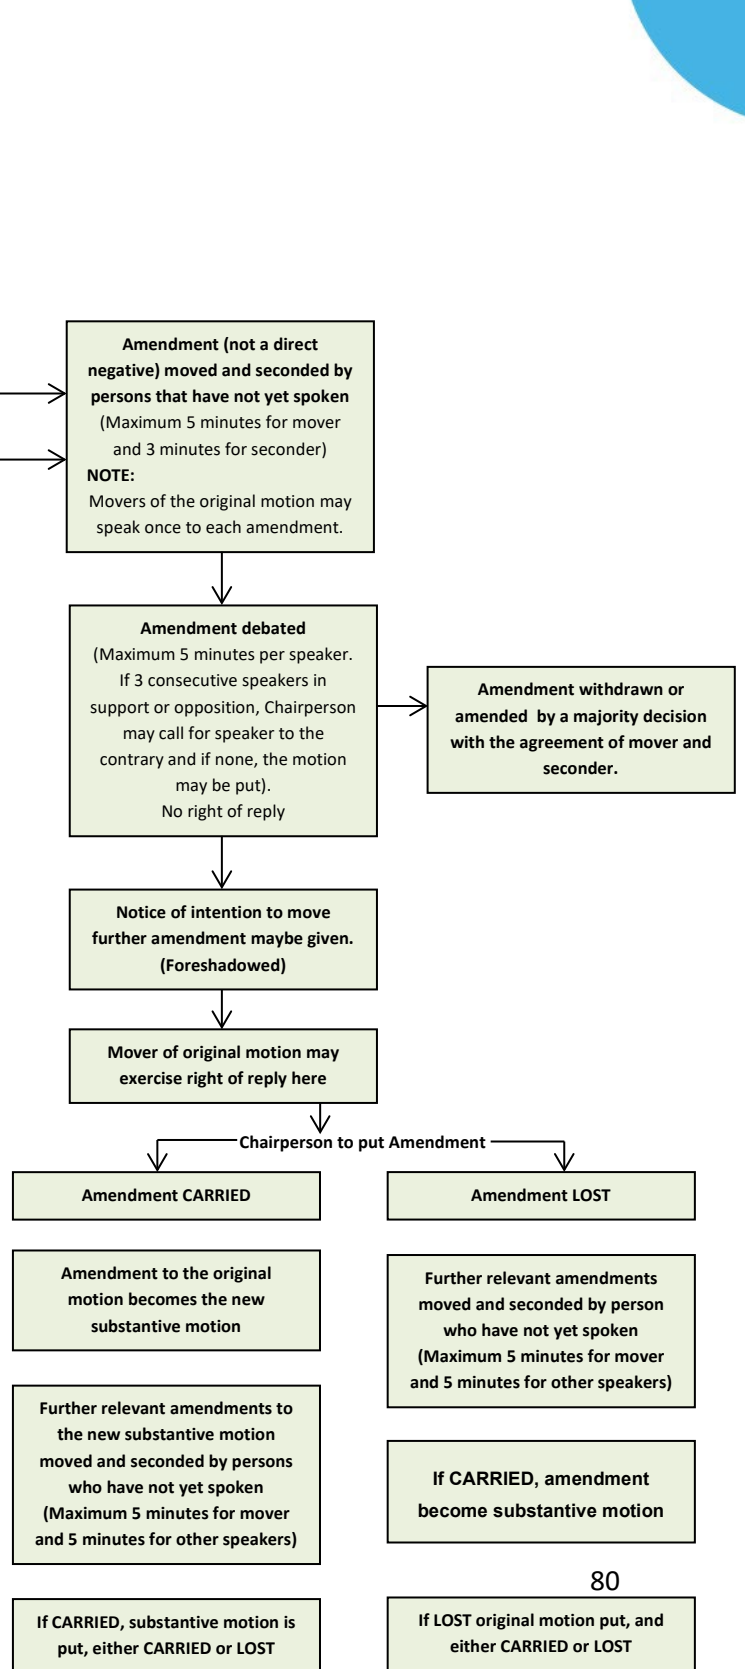 Amendment (not a direct
negative) moved and seconded by
persons that have not yet spoken
(Maximum 5 minutes for mover
and 3 minutes for seconder)
NOTE:
Movers of the original motion may
speak once to each amendment.
Amendment debated
(Maximum 5 minutes per speaker.
If 3 consecutive speakers in
support or opposition, Chairperson
may call for speaker to the
contrary and if none, the motion
may be put).
No right of reply
Amendment withdrawn or
amended by a majority decision
with the agreement of mover and
seconder.
Notice of intention to move
further amendment maybe given.
(Foreshadowed)
Mover of original motion may
exercise right of reply here
Chairperson to put Amendment
Amendment CARRIED
Amendment to the original
motion becomes the new
substantive motion
Further relevant amendments to
the new substantive motion
moved and seconded by persons
who have not yet spoken
(Maximum 5 minutes for mover
and 5 minutes for other speakers)
If CARRIED, substantive motion is
put, either CARRIED or LOST
Amendment LOST
Further relevant amendments
moved and seconded by person
who have not yet spoken
(Maximum 5 minutes for mover
and 5 minutes for other speakers)
If CARRIED, amendment
become substantive motion
80
If LOST original motion put, and
either CARRIED or LOST